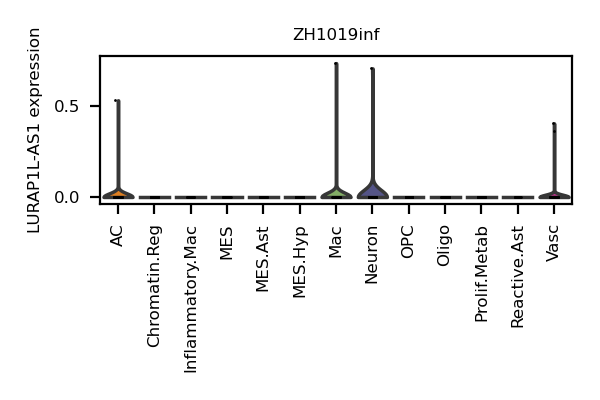 ZH1019inf
LURAP1L-AS1 expression
0.5
0.0
AC
Chromatin.Reg
Inflammatory.Mac
MES
MES.Ast
MES.Hyp
Mac
Neuron
OPC
Oligo
Prolif.Metab
Reactive.Ast
Vasc